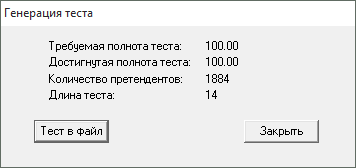 Генерация теста
Требуемая полнота теста: 100.00
Достигнутая полнота теста: 100.00
Количество претендентов: 1884
Длина теста: 14
Тест в файл
Закрыть